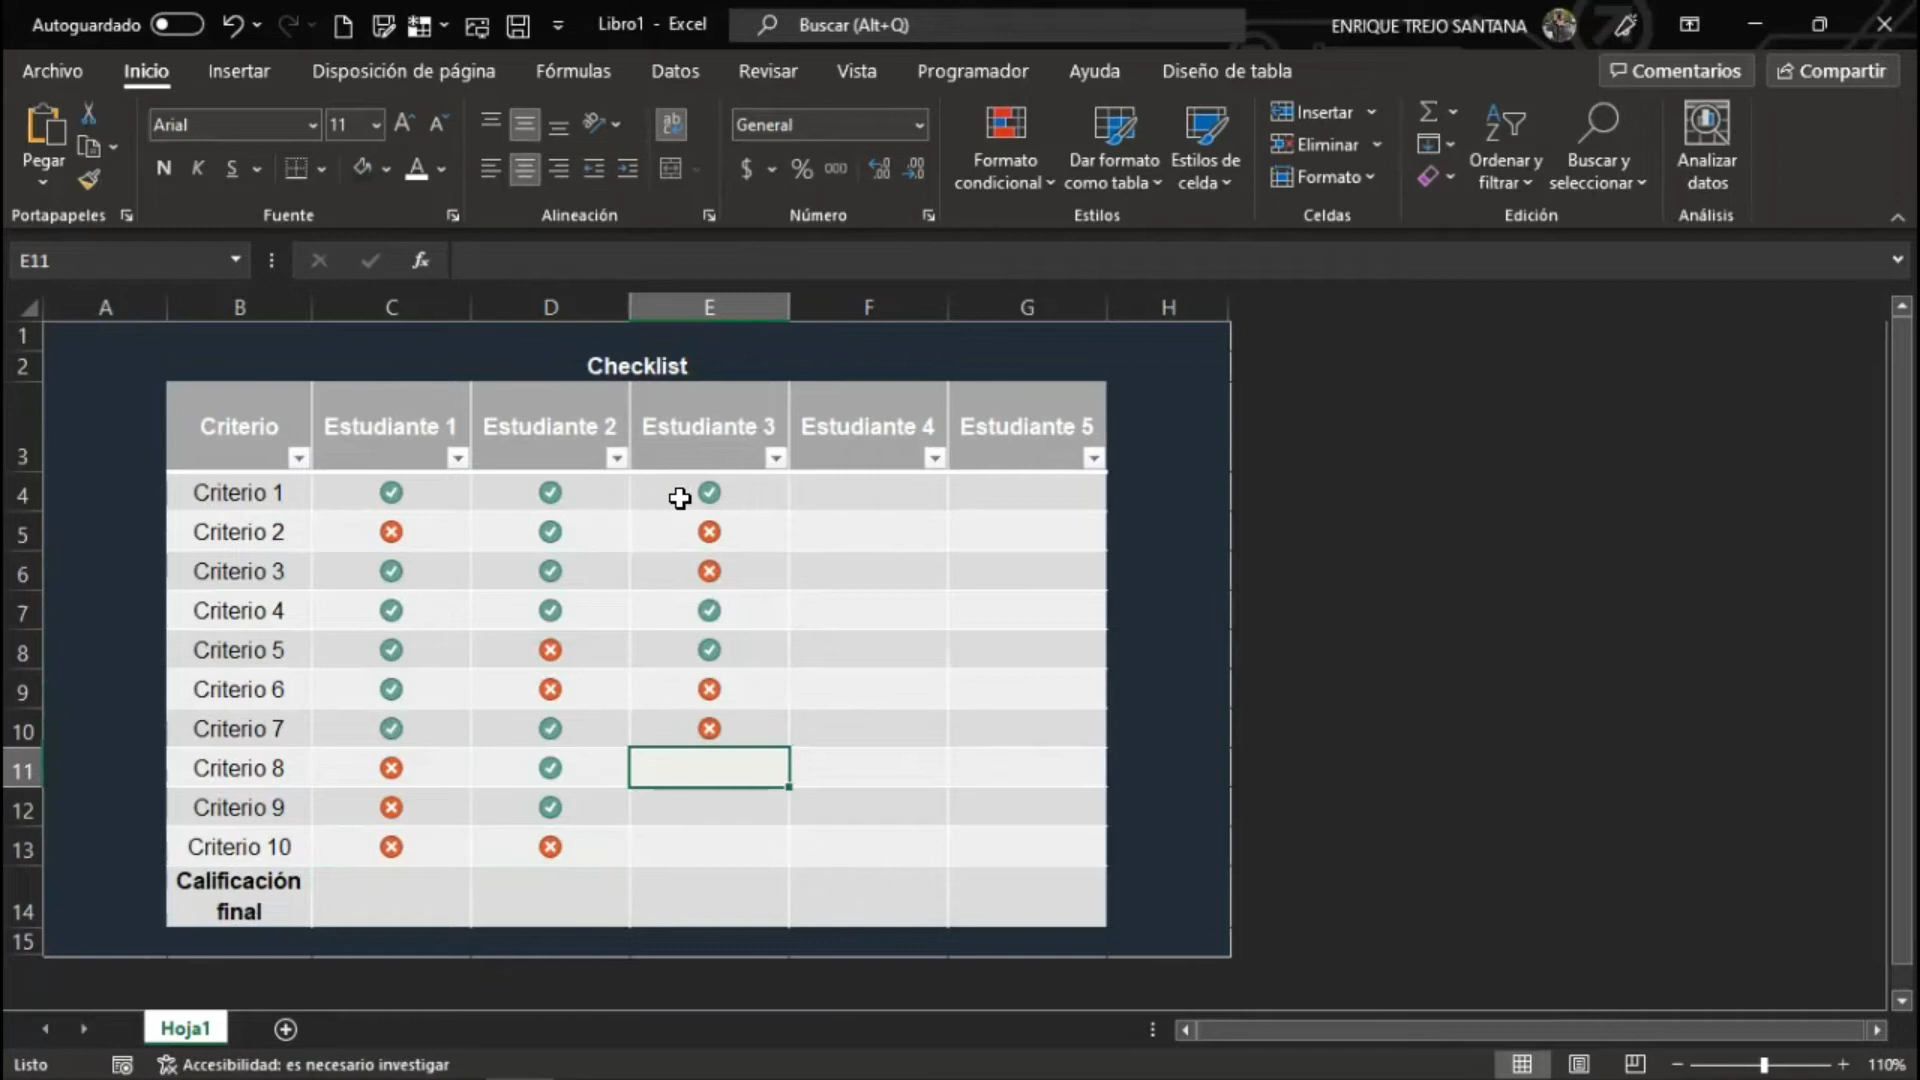 Autoguardado
Libro1 - Excel
Buscar (Alt+Q)
ENRIQUE TREJO SANTANA
Archivo
Inicio
Insertar
Disposición de página
Fórmulas
Datos
Revisar
Vista
Programador
Ayuda
Diseño de tabla
Comentarios
Compartir
Pegar
Portapapeles
Arial
11
N K S
Fuente
ab
Alineación
General
$ % 000
Número
Formato condicional
Dar formato como tabla
Estilos de celda
Estilos
Insertar
Eliminar
Formato
Celdas
Ordenar y filtrar
Buscar y seleccionar
Edición
Analizar datos
Análisis
E11
fx
A B C D E F G H
1
2 Checklist
3 Criterio Estudiante 1 Estudiante 2 Estudiante 3 Estudiante 4 Estudiante 5
4 Criterio 1
5 Criterio 2
6 Criterio 3
7 Criterio 4
8 Criterio 5
9 Criterio 6
10 Criterio 7
11 Criterio 8
12 Criterio 9
13 Criterio 10
14 Calificación final
15
Hoja1
Listo
Accesibilidad: es necesario investigar
110%